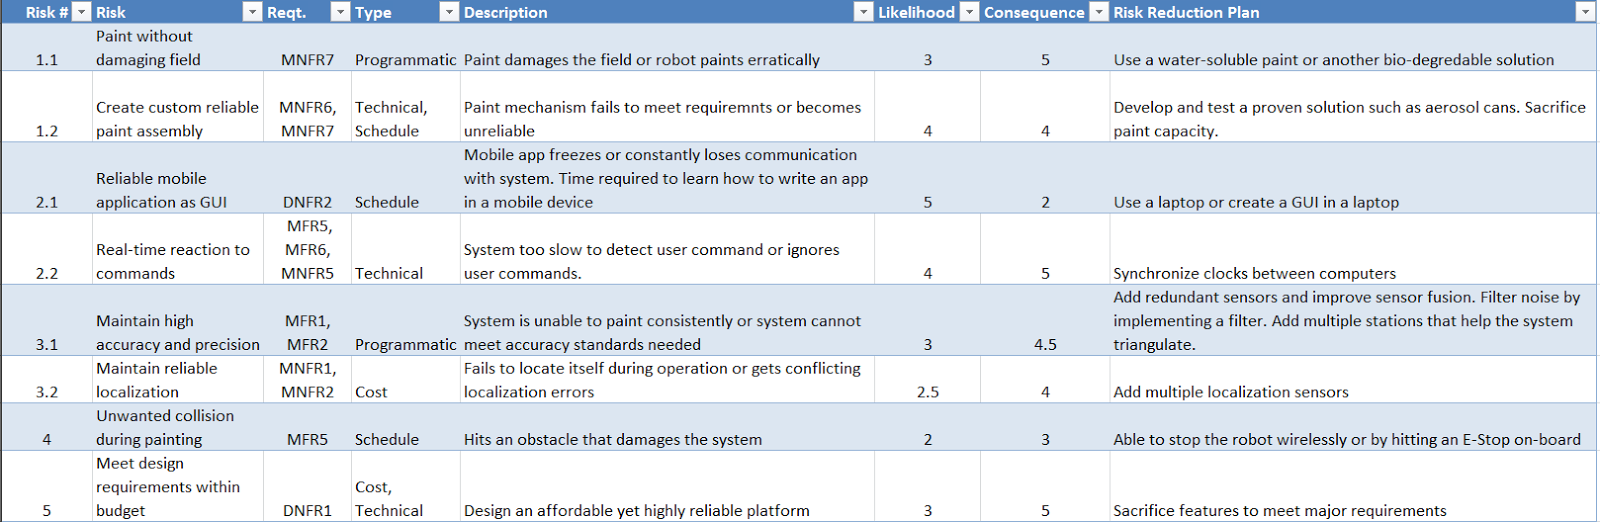 Risk # Risk Reqt. Type Description Likelihood Consequence Risk Reduction Plan
Paint without
damaging field
1.1 MNFR7 Programmatic Paint damages the field or robot paints erratically 3 5 Use a water-soluble paint or another bio-degredable solution
Create custom reliable MNFR6, Technical, Paint mechanism fails to meet requiremnts or becomes Develop and test a proven solution such as aerosol cans. Sacrifice
1.2 paint assembly MNFR7 Schedule unreliable 4 4 paint capacity.
Mobile app freezes or constantly loses communication
Reliable mobile with system. Time required to learn how to write an app
2.1 application as GUI DNFR2 Schedule in a mobile device 5 2 Use a laptop or create a GUI in a laptop
MFR5,
Real-time reaction to MFR6, System too slow to detect user command or ignores
2.2 commands MNFR5 Technical user commands. 4 5 Synchronize clocks between computers
Add redundant sensors and improve sensor fusion. Filter noise by
Maintain high MFR1, System is unable to paint consistently or system cannot implementing a filter. Add multiple stations that help the system
3.1 accuracy and precision MFR2 Programmatic meet accuracy standards needed 3 4.5 triangulate.
Maintain reliable MNFR1, Fails to locate itself during operation or gets conflicting
3.2 localization MNFR2 Cost localization errors 2.5 4 Add multiple localization sensors
Unwanted collision
4 during painting MFR5 Schedule Hits an obstacle that damages the system 2 3 Able to stop the robot wirelessly or by hitting an E-Stop on-board
Meet design
requirements within Cost,
5 budget DNFR1 Technical Design an affordable yet highly reliable platform 3 5 Sacrifice features to meet major requirements